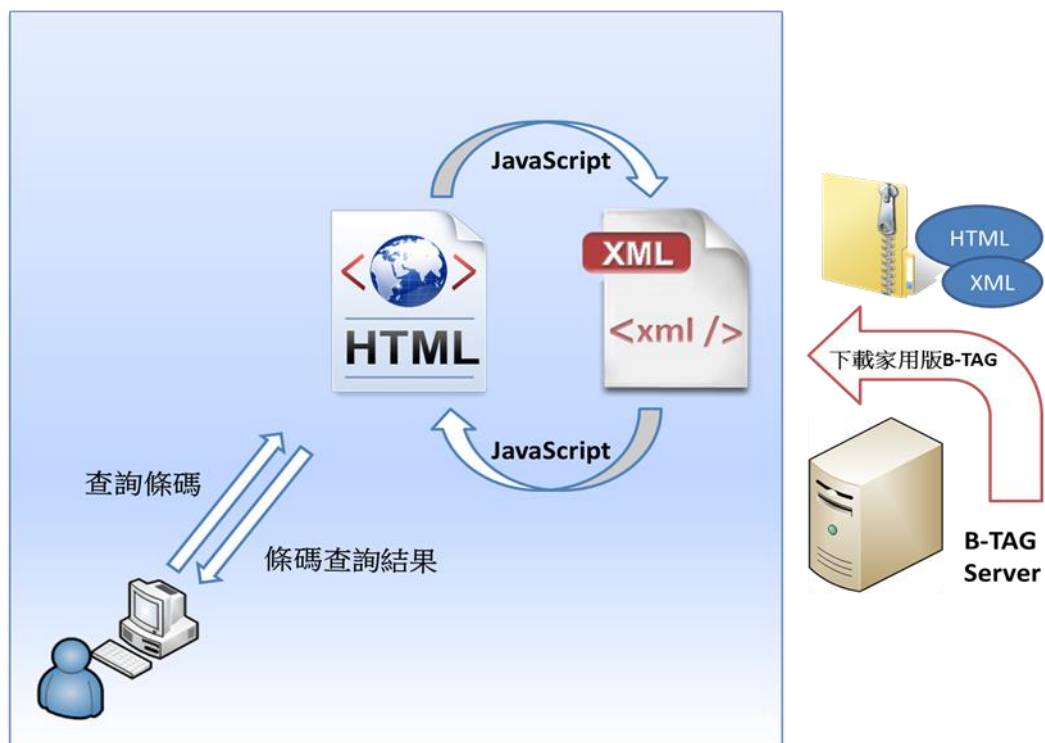 JavaScript
HTML
XML
<xml />
HTML
XML
下載家用版B-TAG
JavaScript
查詢條碼
條碼查詢結果
B-TAG
Server